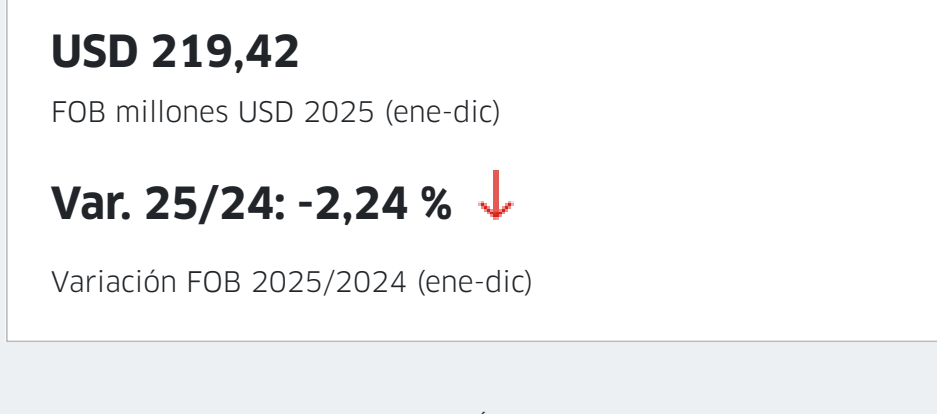 USD 219,42
FOB millones USD 2025 (ene-dic)
Var. 25/24: -2,24 %
Variación FOB 2025/2024 (ene-dic)